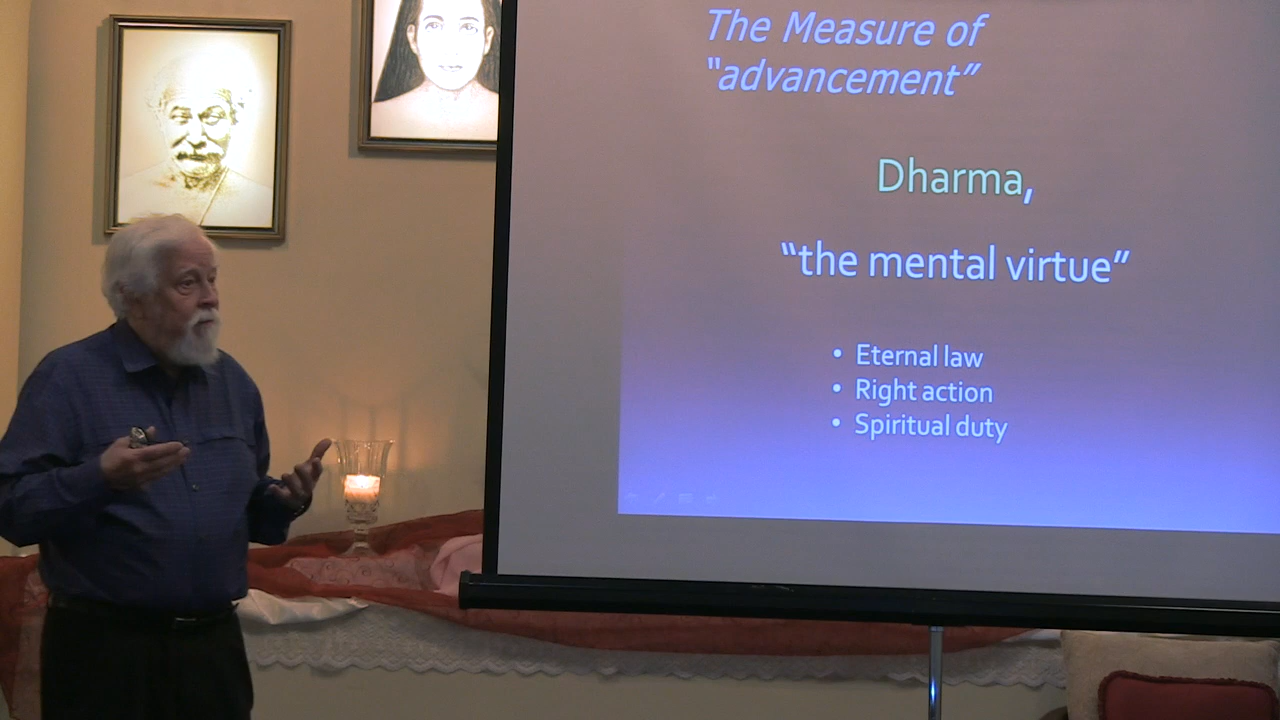 The Measure of
“advancement”
Dharma,
“the mental virtue”
• Eternal law
• Right action
• Spiritual duty